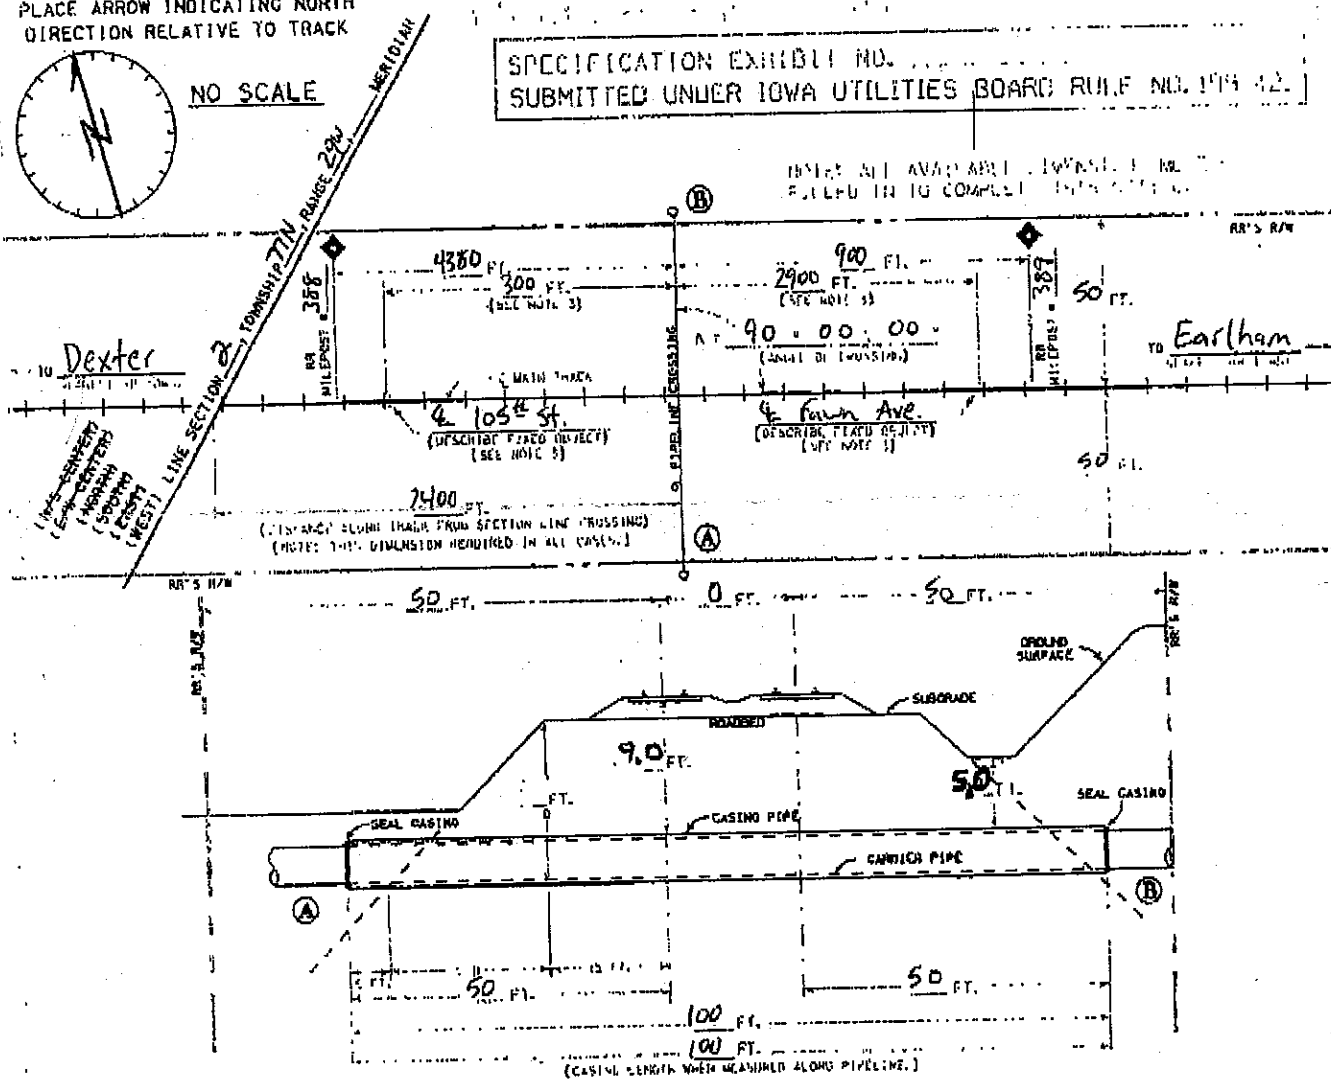 PLACE ARROW INDICATING NORTH
DIRECTION RELATIVE TO TRACK
NO SCALE
N
MERIDIAN
SPECIFICATION EXHIBIT NO.
SUBMITTED UNDER IOWA UTILITIES BOARD RULE NO.
LINE SECTION 2, TOWNSHIP 77N, RANGE 29W,
B
RR'S R/W
4380 FT.
900 FT.
300 FT.
2900 FT.
(SEE NOTE 3)
(SEE NOTE 3)
RR MILEPOST = 388
RR MILEPOST = 389
50 FT.
90 00 00
(ANGLE OF CROSSING)
TO Dexter
TO Earlham
MAIN TRACK
PIPELINE CROSSING
℄ 105th St.
(DESCRIBE FIXED OBJECT)
(SEE NOTE 3)
℄ Fawn Ave.
(DESCRIBE FIXED OBJECT)
(SEE NOTE 3)
50 FT.
(N/S CENTER)
(E/W CENTER)
(NORTH)
(SOUTH)
(EAST)
(WEST)
2400 FT.
(DISTANCE ALONG TRACK FROM SECTION LINE CROSSING)
(NOTE: THIS DIMENSION REQUIRED IN ALL CASES.)
A
RR'S R/W
50 FT.
0 FT.
50 FT.
RR'S R/W
RR'S R/W
GROUND
SURFACE
SUBGRADE
ROADBED
9.0 FT.
5.0 FT.
FT.
SEAL CASING
CASING PIPE
SEAL CASING
CARRIER PIPE
A
B
FT.
50 FT.
50 FT.
100 FT.
100 FT.
(CASING LENGTH WHEN MEASURED ALONG PIPELINE.)